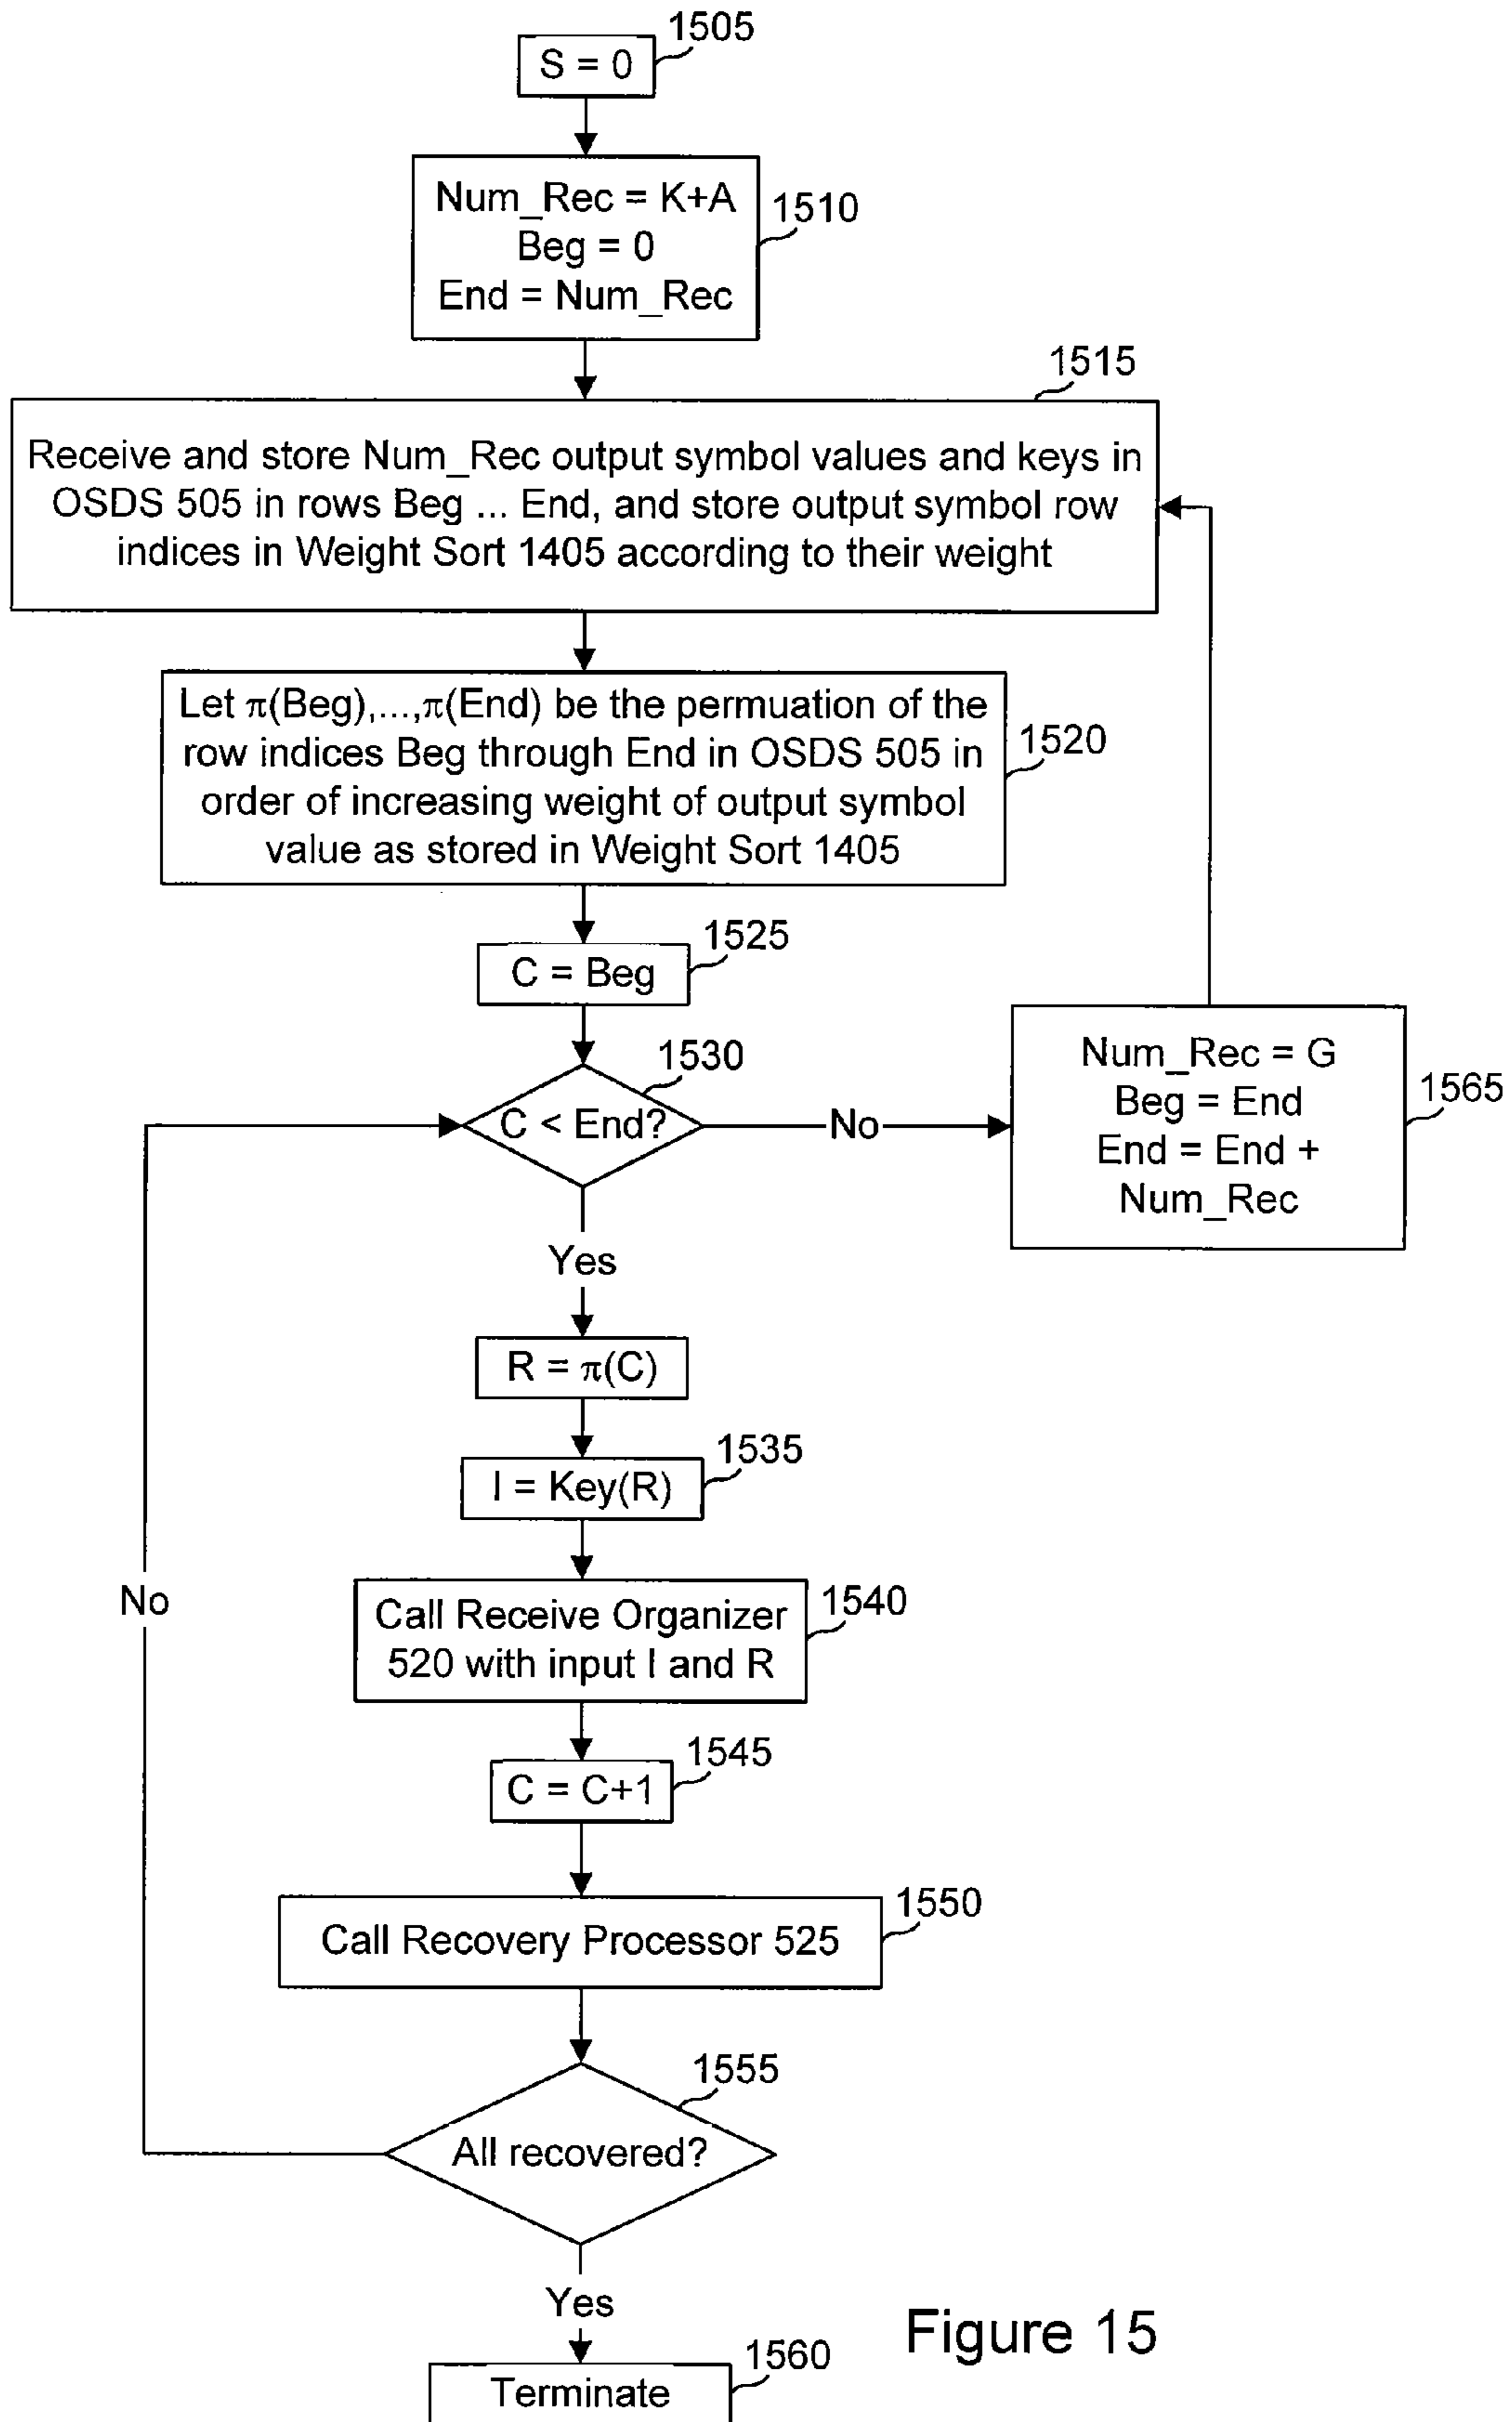 1505
S = 0
Num_Rec = K+A
Beg = 0
End = Num_Rec
1510
1515
Receive and store Num_Rec output symbol values and keys in
OSDS 505 in rows Beg ... End, and store output symbol row
indices in Weight Sort 1405 according to their weight
Let π(Beg),...,π(End) be the permuation of the
row indices Beg through End in OSDS 505 in
order of increasing weight of output symbol
value as stored in Weight Sort 1405
1520
1525
C = Beg
1530
C < End?
No
Num_Rec = G
Beg = End
End = End +
Num_Rec
1565
Yes
R = π(C)
1535
I = Key(R)
No
Call Receive Organizer
520 with input I and R
1540
1545
C = C+1
1550
Call Recovery Processor 525
1555
All recovered?
Yes
Figure 15
1560
Terminate